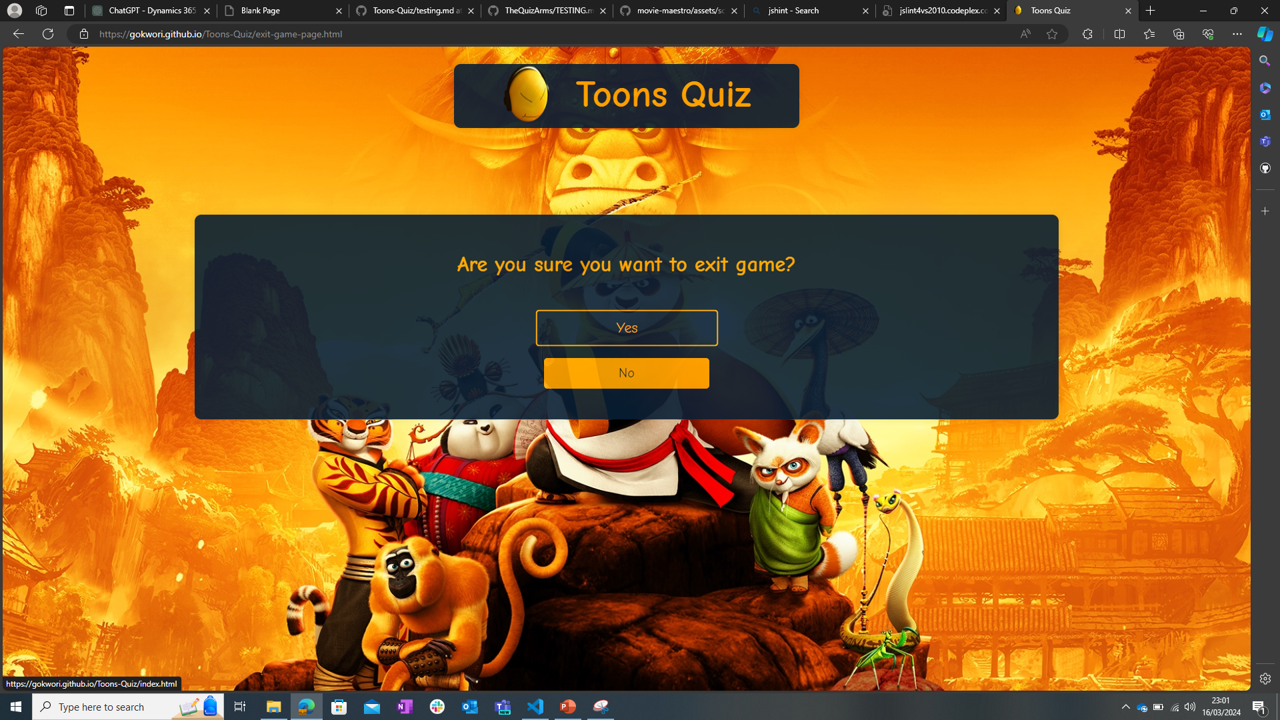 ChatGPT - Dynamics 365
Blank Page
Toons-Quiz/testing.md at
TheQuizArms/TESTING.m
movie-maestro/assets/sc
jshint - Search
jslint4vs2010.codeplex.co
Toons Quiz
https://gokwori.github.io/Toons-Quiz/exit-game-page.html
Toons Quiz
Are you sure you want to exit game?
Yes
No
https://gokwori.github.io/Toons-Quiz/index.html
Type here to search
23:01
16/03/2024